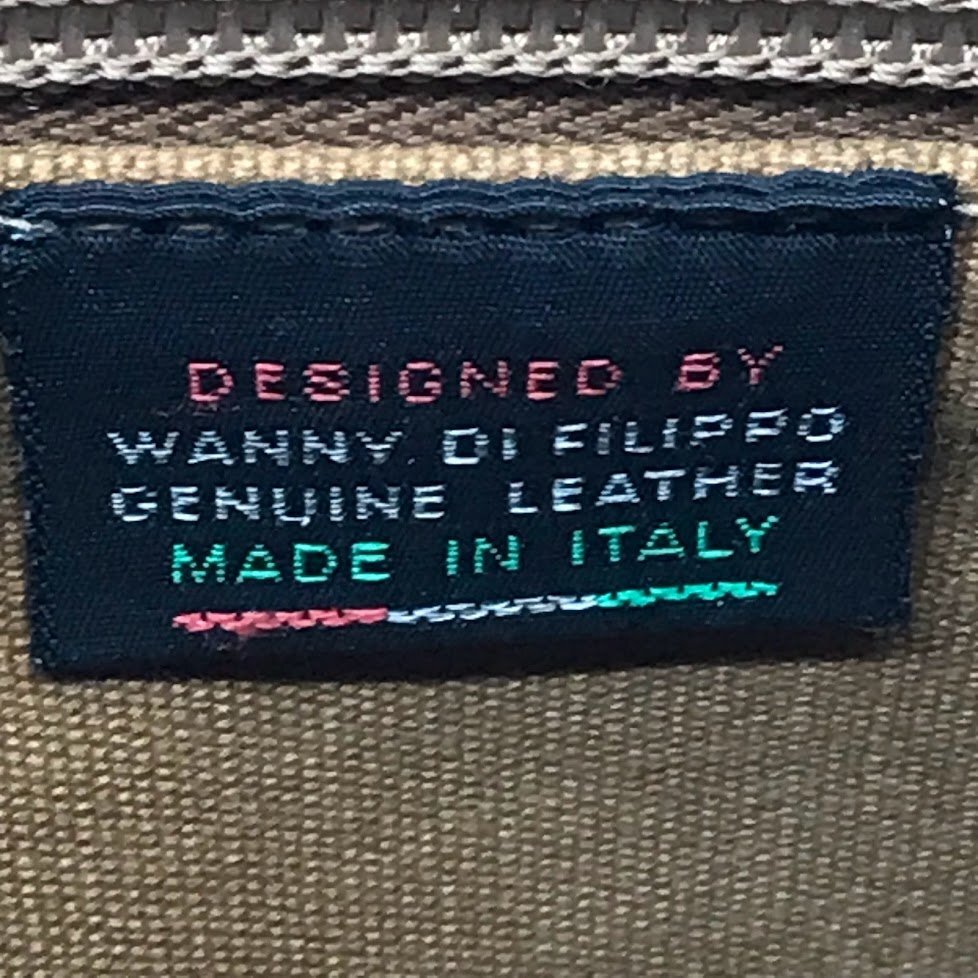 DESIGNED BY
WANNY DI FILIPPO
GENUINE LEATHER
MADE IN ITALY